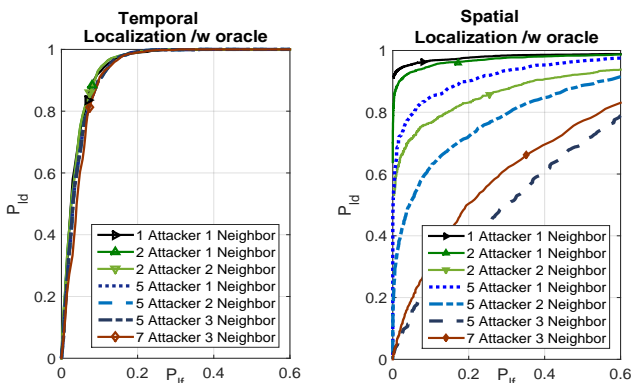 Temporal
Localization /w oracle
1
0.8
0.6
0.4
0.2
0
P_ld
1 Attacker 1 Neighbor
2 Attacker 1 Neighbor
2 Attacker 2 Neighbor
5 Attacker 1 Neighbor
5 Attacker 2 Neighbor
5 Attacker 3 Neighbor
7 Attacker 3 Neighbor
0 0.2 0.4 0.6
P_lf
Spatial
Localization /w oracle
1
0.8
0.6
0.4
0.2
0
P_ld
1 Attacker 1 Neighbor
2 Attacker 1 Neighbor
2 Attacker 2 Neighbor
5 Attacker 1 Neighbor
5 Attacker 2 Neighbor
5 Attacker 3 Neighbor
7 Attacker 3 Neighbor
0 0.2 0.4 0.6
P_lf